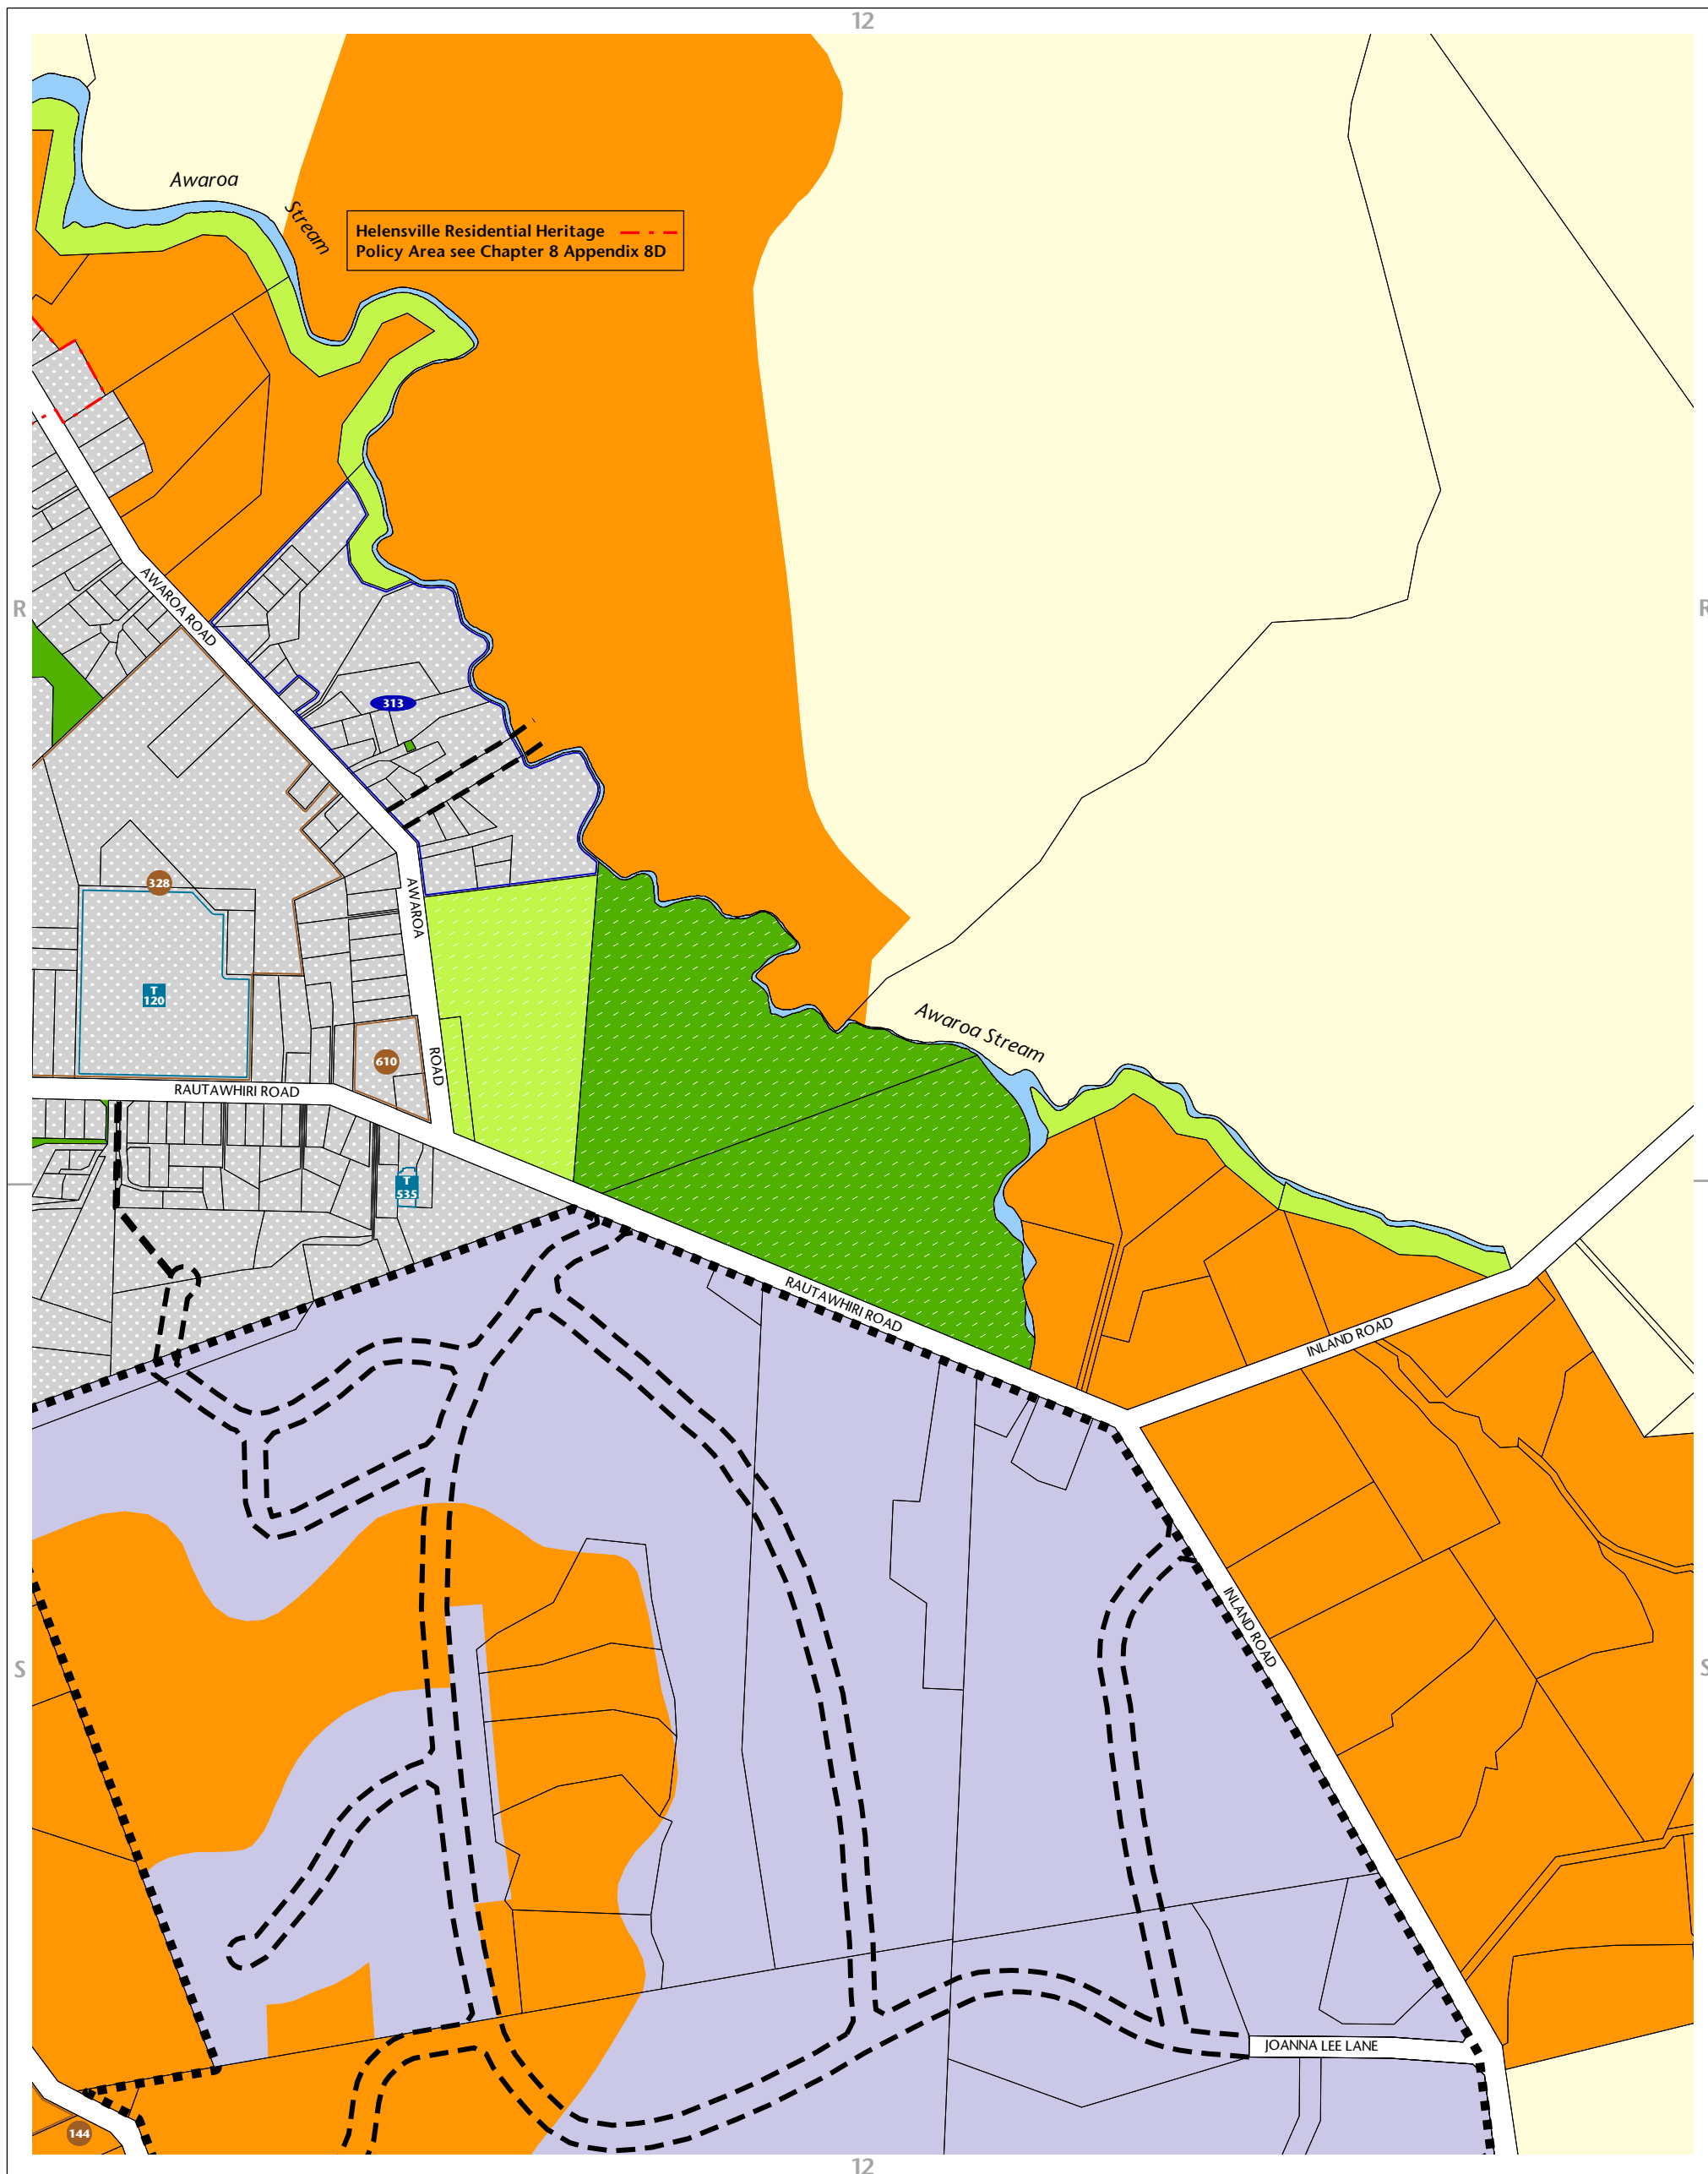 12
Awaroa
Stream
Helensville Residential Heritage
Policy Area see Chapter 8 Appendix 8D
R
R
AWAROA ROAD
313
328
AWAROA
ROAD
T
120
610
Awaroa Stream
RAUTAWHIRI ROAD
T
535
RAUTAWHIRI ROAD
INLAND ROAD
INLAND ROAD
S
S
JOANNA LEE LANE
144
12